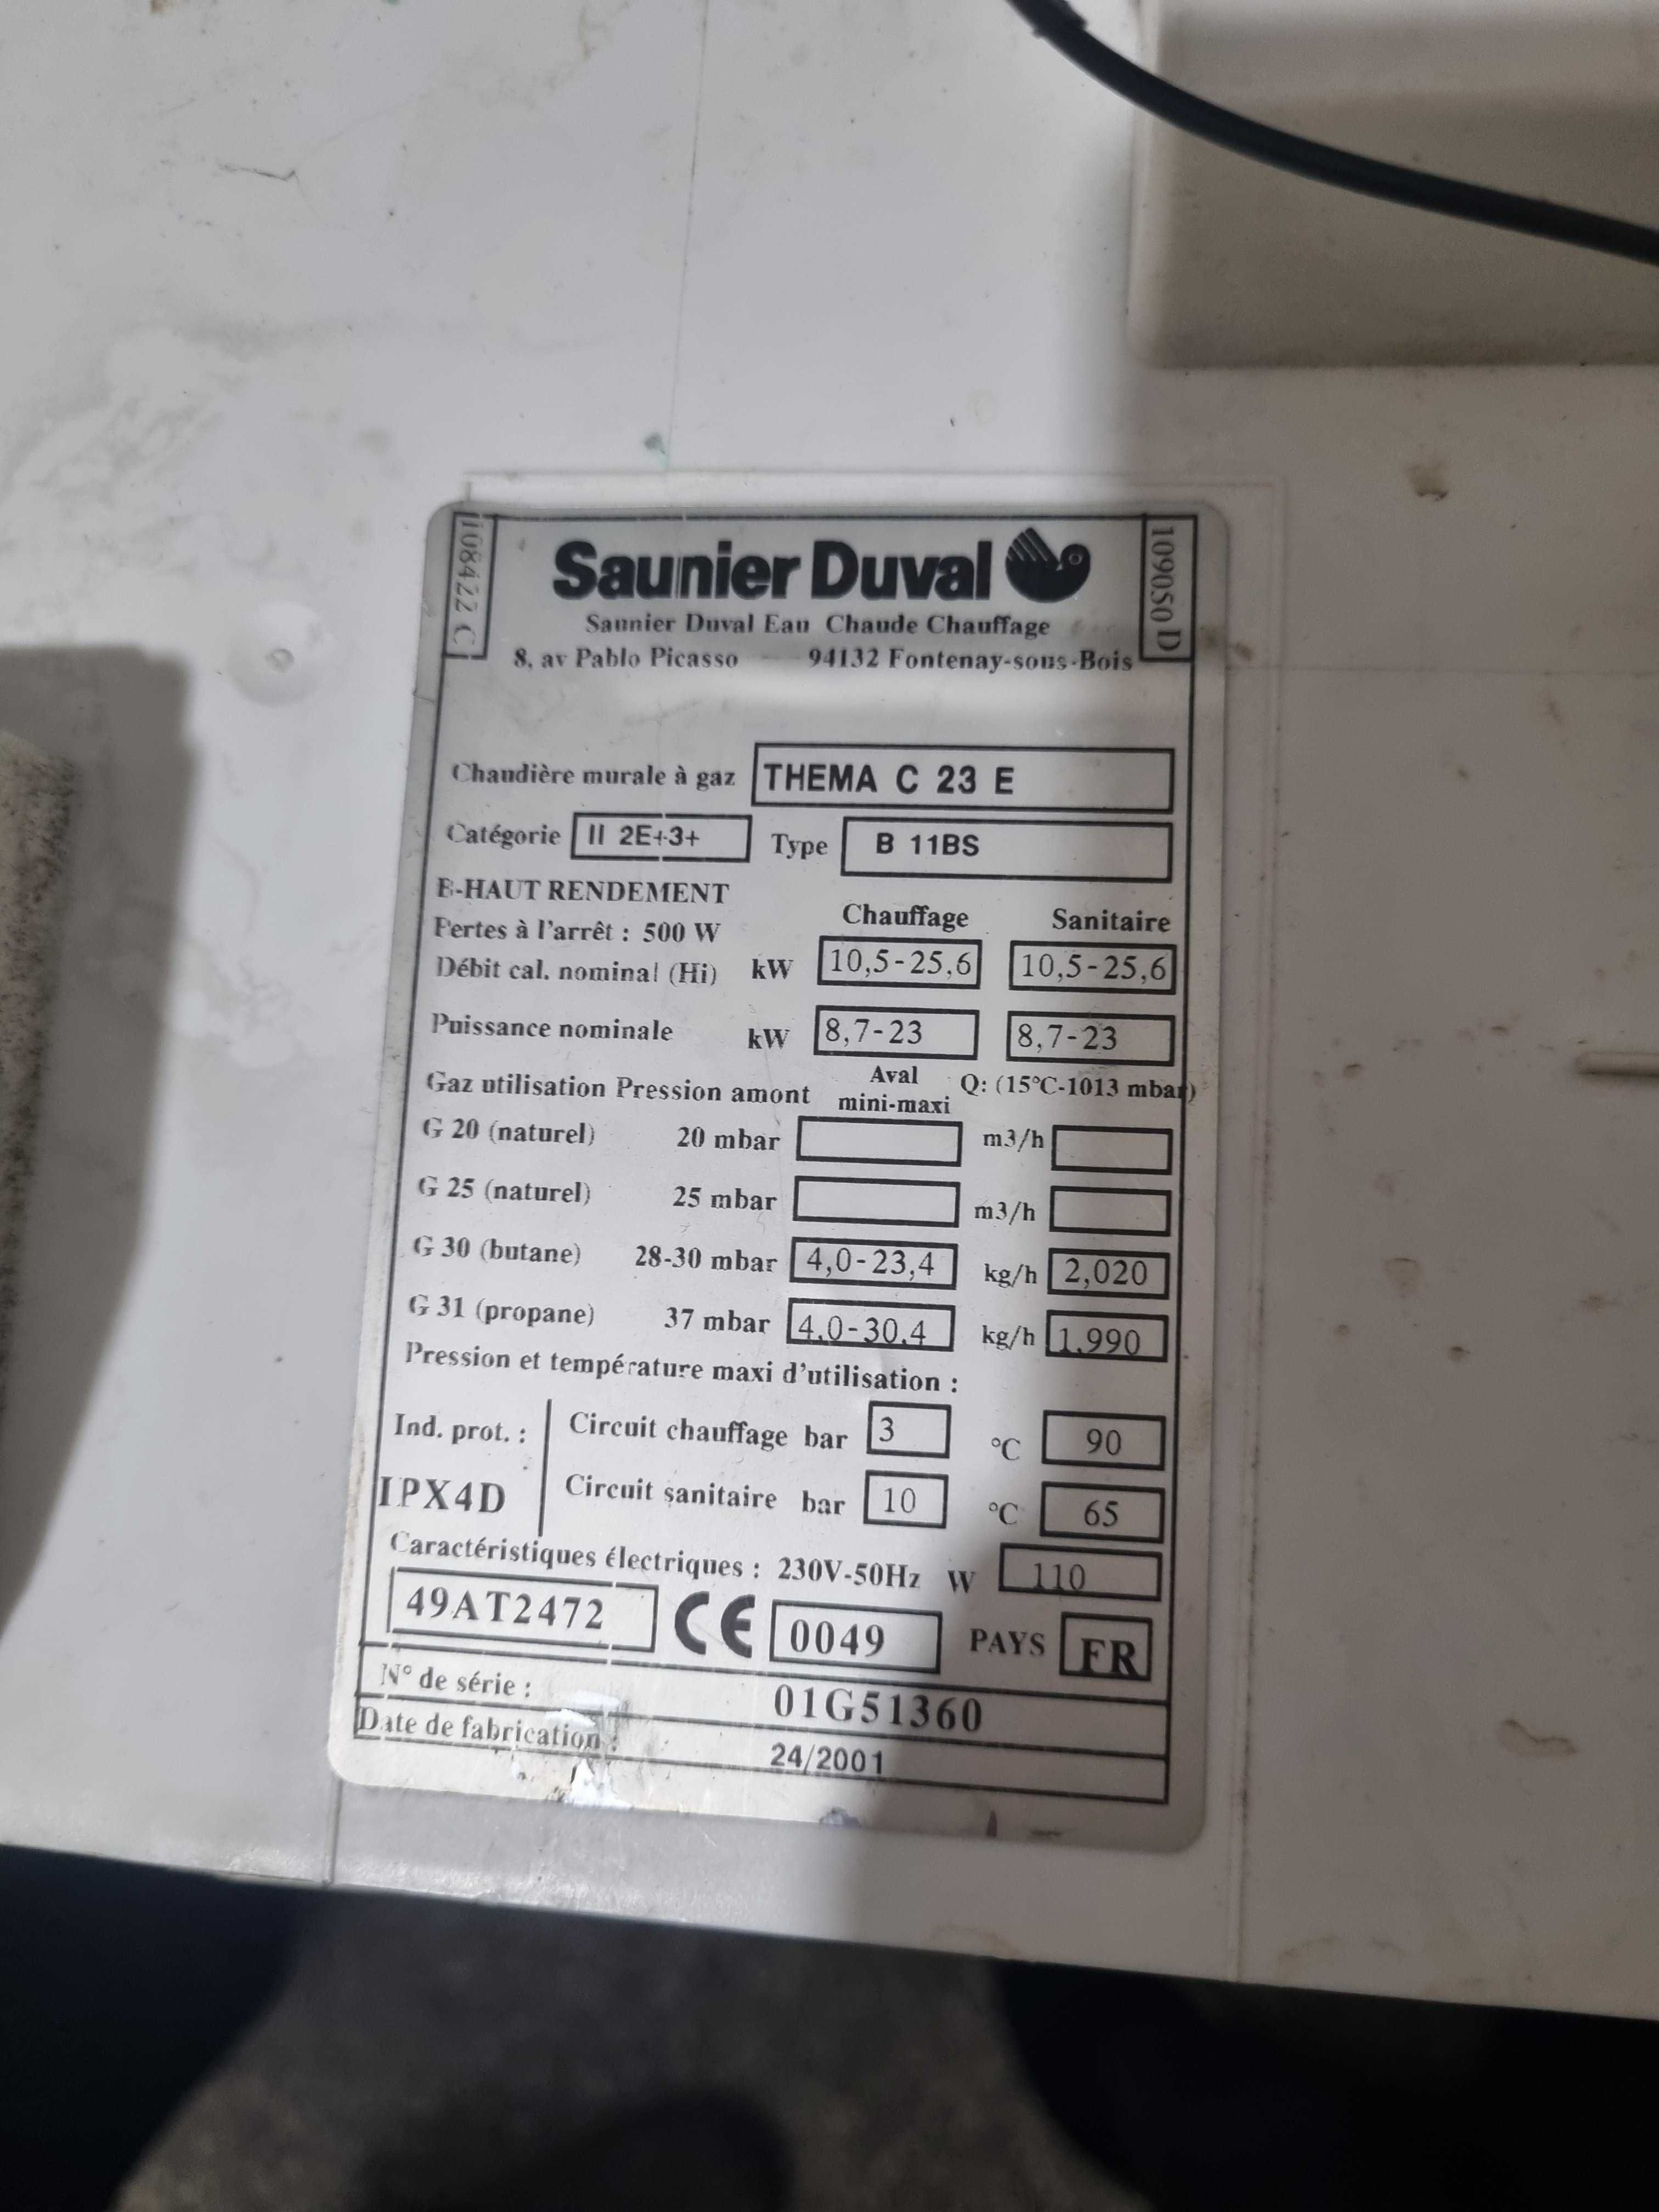 108422 C
109050 D
Saunier Duval
Saunier Duval Eau Chaude Chauffage
8, av Pablo Picasso 94132 Fontenay-sous-Bois
Chaudière murale à gaz THEMA C 23 E
Catégorie II 2E+3+ Type B 11BS
B-HAUT RENDEMENT
Chauffage Sanitaire
Pertes à l'arrêt : 500 W
Débit cal. nominal (Hi) kW 10,5-25,6 10,5-25,6
Puissance nominale kW 8,7-23 8,7-23
Gaz utilisation Pression amont Aval mini-maxi Q: (15°C-1013 mbar)
G 20 (naturel) 20 mbar m3/h
G 25 (naturel) 25 mbar m3/h
G 30 (butane) 28-30 mbar 4,0-23,4 kg/h 2,020
G 31 (propane) 37 mbar 4,0-30,4 kg/h 1,990
Pression et température maxi d'utilisation :
Ind. prot. : Circuit chauffage bar 3 °C 90
IPX4D Circuit sanitaire bar 10 °C 65
Caractéristiques électriques : 230V-50Hz W 110
49AT2472 CE 0049 PAYS FR
N° de série : 01G51360
Date de fabrication : 24/2001